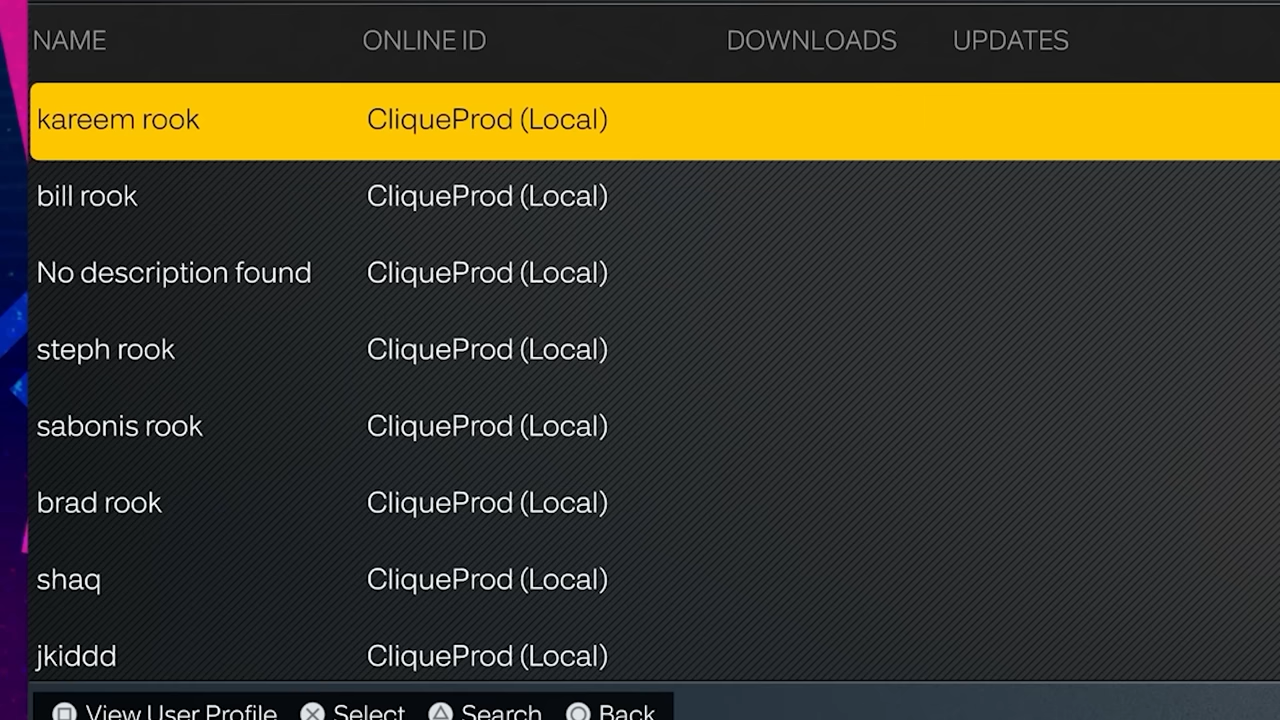 NAME ONLINE ID DOWNLOADS UPDATES
kareem rook CliqueProd (Local)
bill rook CliqueProd (Local)
No description found CliqueProd (Local)
steph rook CliqueProd (Local)
sabonis rook CliqueProd (Local)
brad rook CliqueProd (Local)
shaq CliqueProd (Local)
jkiddd CliqueProd (Local)
View User Profile Select Search Back